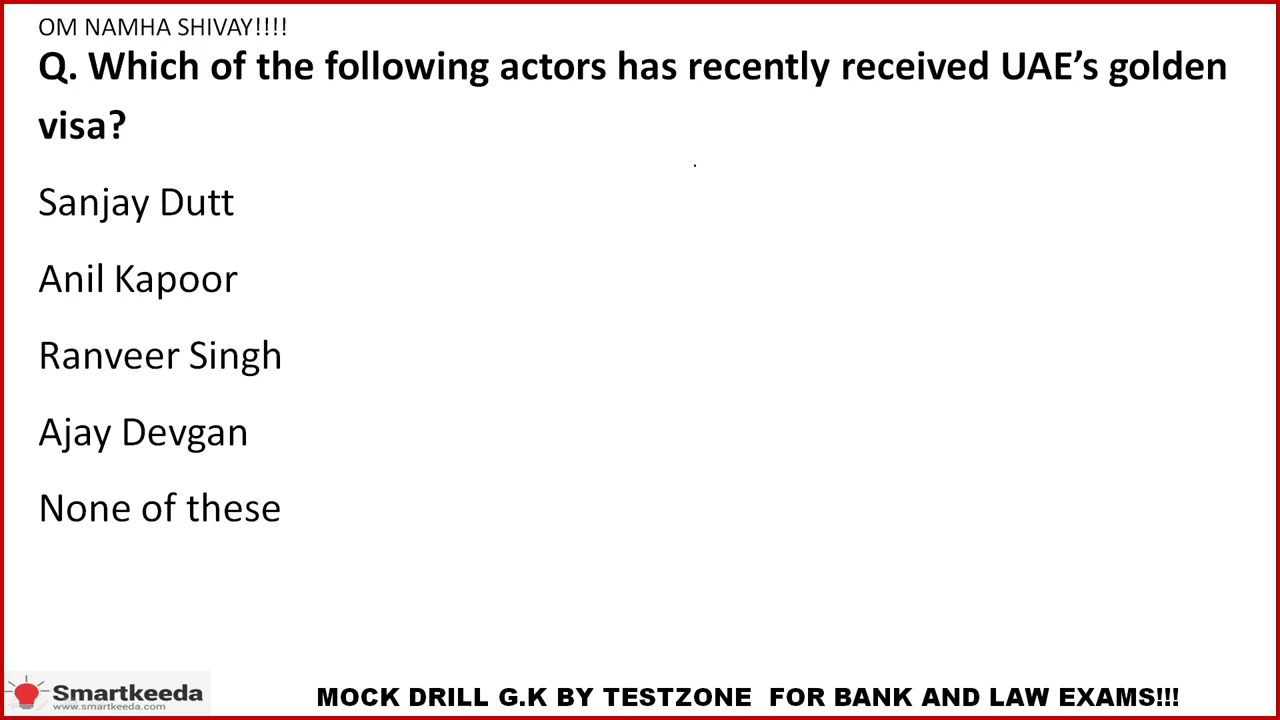 OM NAMHA SHIVAY!!!!
Q. Which of the following actors has recently received UAE’s golden
visa?
Sanjay Dutt
Anil Kapoor
Ranveer Singh
Ajay Devgan
None of these
Smartkeeda
www.smartkeeda.com
MOCK DRILL G.K BY TESTZONE FOR BANK AND LAW EXAMS!!!